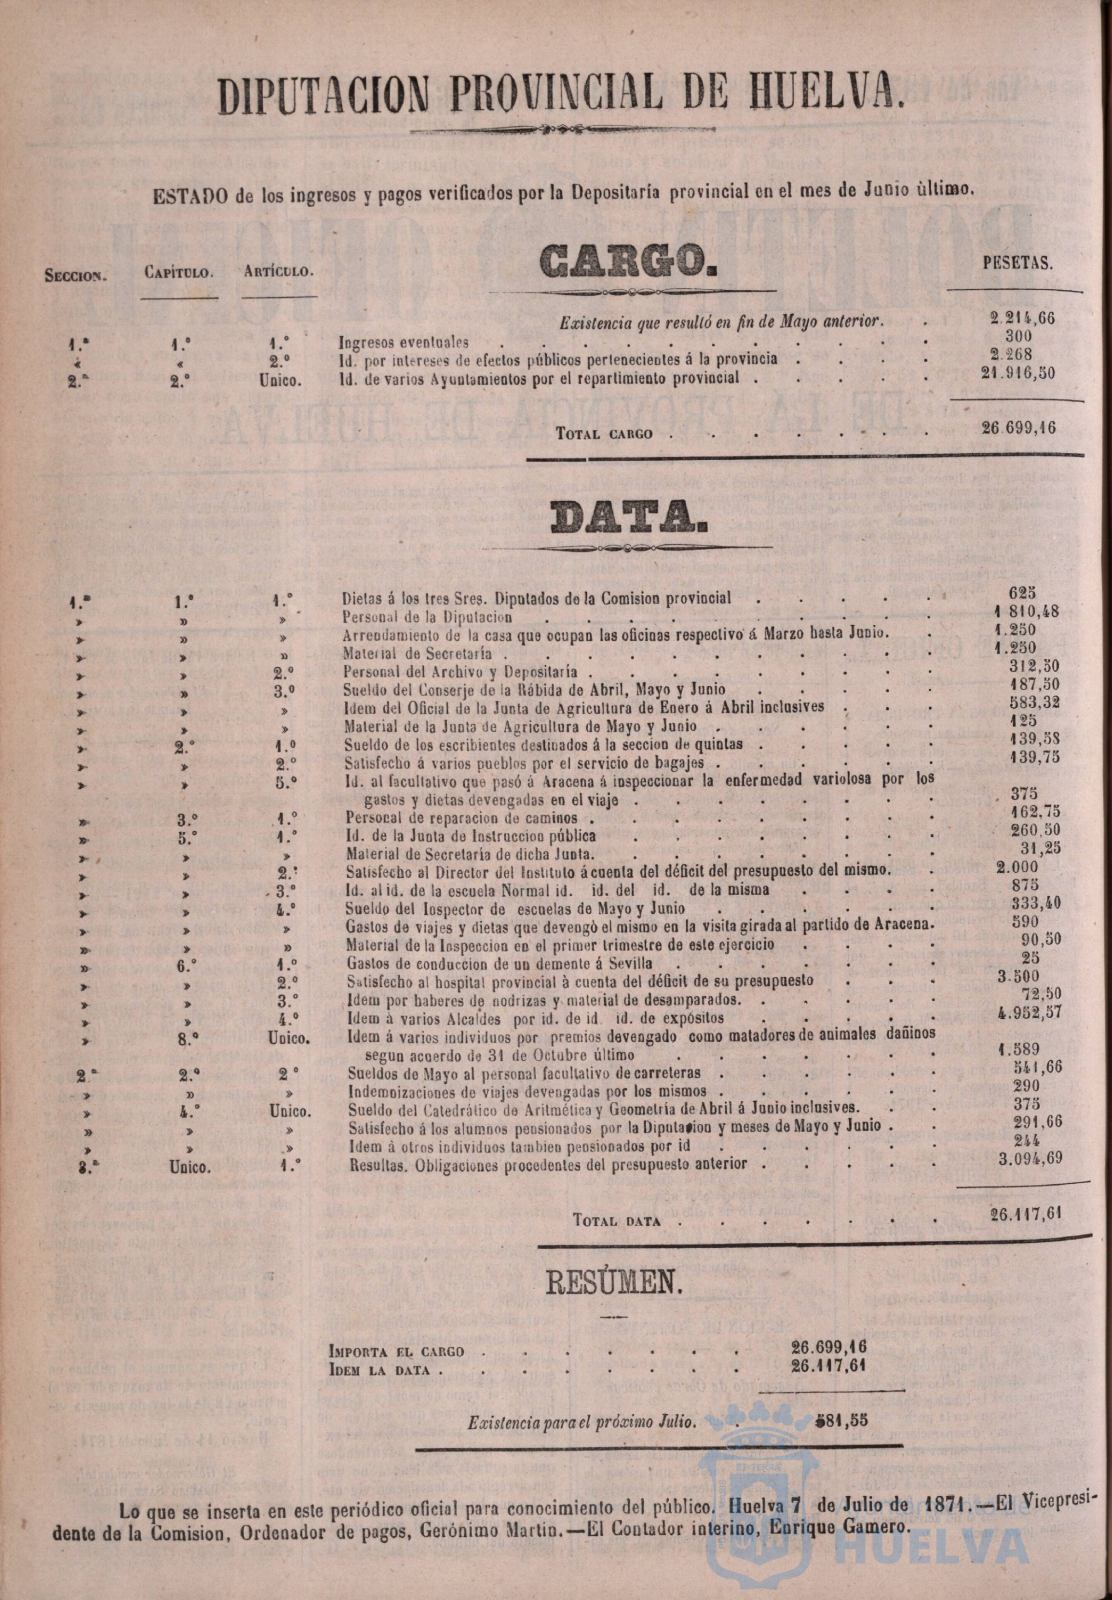 DIPUTACION PROVINCIAL DE HUELVA.
ESTADO de los ingresos y pagos verificados por la Depositaría provincial en el mes de Junio ùltimo.
SECCION. CAPÍTULO. ARTÍCULO. CARGO. PESETAS.
Existencia que resultó en fin de Mayo anterior. . 2.214,66
1.ª 1.º 1.º Ingresos eventuales . . . . . . . . . . 300
« « 2.º Id. por intereses de efectos públicos pertenecientes á la provincia . . . . 2.268
2.ª 2.º Unico. Id. de varios Ayuntamientos por el repartimiento provincial . . . . . 21.916,50
TOTAL CARGO . . . . . . . 26.699,16
DATA.
1.ª 1.º 1.º Dietas á los tres Sres. Diputados de la Comision provincial . . . . . 625
» » » Personal de la Diputacion . . . . . . . . . 1 810,48
» » » Arrendamiento de la casa que ocupan las oficinas respectivo á Marzo hasta Junio. . 1.250
» » » Material de Secretaría . . . . . . . . . . 1.250
» » 2.º Personal del Archivo y Depositaría . . . . . . . . . 312,50
» » 3.º Sueldo del Conserje de la Rábida de Abril, Mayo y Junio . . . . . 187,50
» » » Idem del Oficial de la Junta de Agricultura de Enero á Abril inclusives . . . 583,32
» » » Material de la Junta de Agricultura de Mayo y Junio . . . . . . 125
» 2.º 1.º Sueldo de los escribientes destinados á la seccion de quintas . . . . . 139,58
» » 2.º Satisfecho á varios pueblos por el servicio de bagajes . . . . . . 139,75
» » 5.º Id. al facultativo que pasó á Aracena á inspeccionar la enfermedad variolosa por los
gastos y dietas devengadas en el viaje . . . . . . . . 375
» 3.º 1.º Personal de reparacion de caminos . . . . . . . . . 162,75
» 5.º 1.º Id. de la Junta de Instruccion pública . . . . . . . . 260,50
» » » Material de Secretaria de dicha Junta. . . . . . . . . 31,25
» » 2.º Satisfecho al Director del Instituto á cuenta del déficit del presupuesto del mismo. . 2.000
» » 3.º Id. al id. de la escuela Normal id. id. del id. de la misma . . . . 875
» » 4.º Sueldo del Inspector de escuelas de Mayo y Junio . . . . . . 333,40
» » » Gastos de viajes y dietas que devengó el mismo en la visita girada al partido de Aracena. 590
» » » Material de la Inspeccion en el primer trimestre de este ejercicio . . . . 90,50
» 6.º 1.º Gastos de conduccion de un demente á Sevilla . . . . . . . 25
» » 2.º Satisfecho al hospital provincial à cuenta del déficit de su presupuesto . . . 3.500
» » 3.º Idem por haberes de nodrizas y material de desamparados. . . . . . 72,50
» » 4.º Idem à varios Alcaldes por id. de id. id. de expósitos . . . . . 4.952,57
» 8.º Unico. Idem á varios individuos por premios devengado como matadores de animales dañinos
segun acuerdo de 31 de Octubre último . . . . . . . 1.589
2.ª 2.º 2º Sueldos de Mayo al personal facultativo de carreteras . . . . . . 541,66
» » » Indemnizaciones de viajes devengadas por los mismos . . . . . . 290
» 4.º Unico. Sueldo del Catedrático de Aritmética y Geometría de Abril á Junio inclusives. . . 375
» » » Satisfecho á los alumnos pensionados por la Diputacion y meses de Mayo y Junio . . 291,66
» » » Idem á otros individuos tambien pensionados por id . . . . . . 244
3.ª Unico. 1.º Resultas. Obligaciones procedentes del presupuesto anterior . . . . . 3.094,69
TOTAL DATA . . . . . . . 26.117,61
RESÚMEN.
IMPORTA EL CARGO . . . . . . . 26.699,16
IDEM LA DATA . . . . . . . . 26.117,61
Existencia para el próximo Julio. . 581,55
Lo que se inserta en este periódico oficial para conocimiento del público. Huelva 7 de Julio de 1871.—El Vicepresi-
dente de la Comision, Ordenador de pagos, Gerónimo Martin.—El Contador interino, Enrique Gamero.
HUELVA